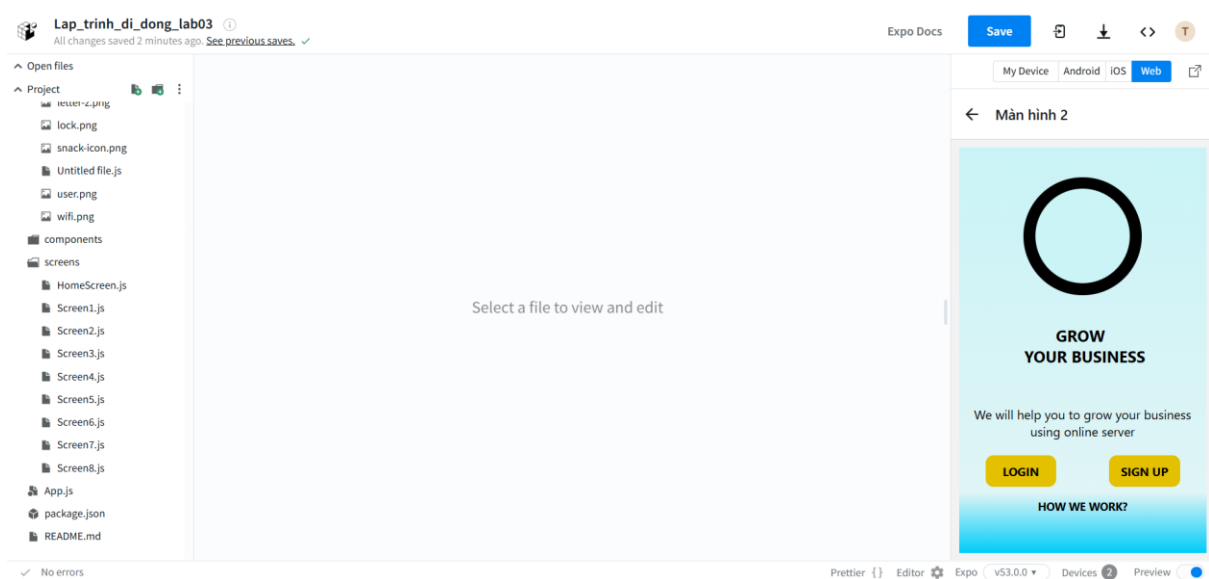 Lap_trinh_di_dong_lab03
All changes saved 2 minutes ago. See previous saves.
Expo Docs
Save
T
Open files
Project
letter-2.png
lock.png
snack-icon.png
Untitled file.js
user.png
wifi.png
components
screens
HomeScreen.js
Screen1.js
Screen2.js
Screen3.js
Screen4.js
Screen5.js
Screen6.js
Screen7.js
Screen8.js
App.js
package.json
README.md
Select a file to view and edit
My Device Android iOS Web
Màn hình 2
GROW
YOUR BUSINESS
We will help you to grow your business
using online server
LOGIN SIGN UP
HOW WE WORK?
No errors
Prettier {} Editor Expo v53.0.0 Devices 2 Preview